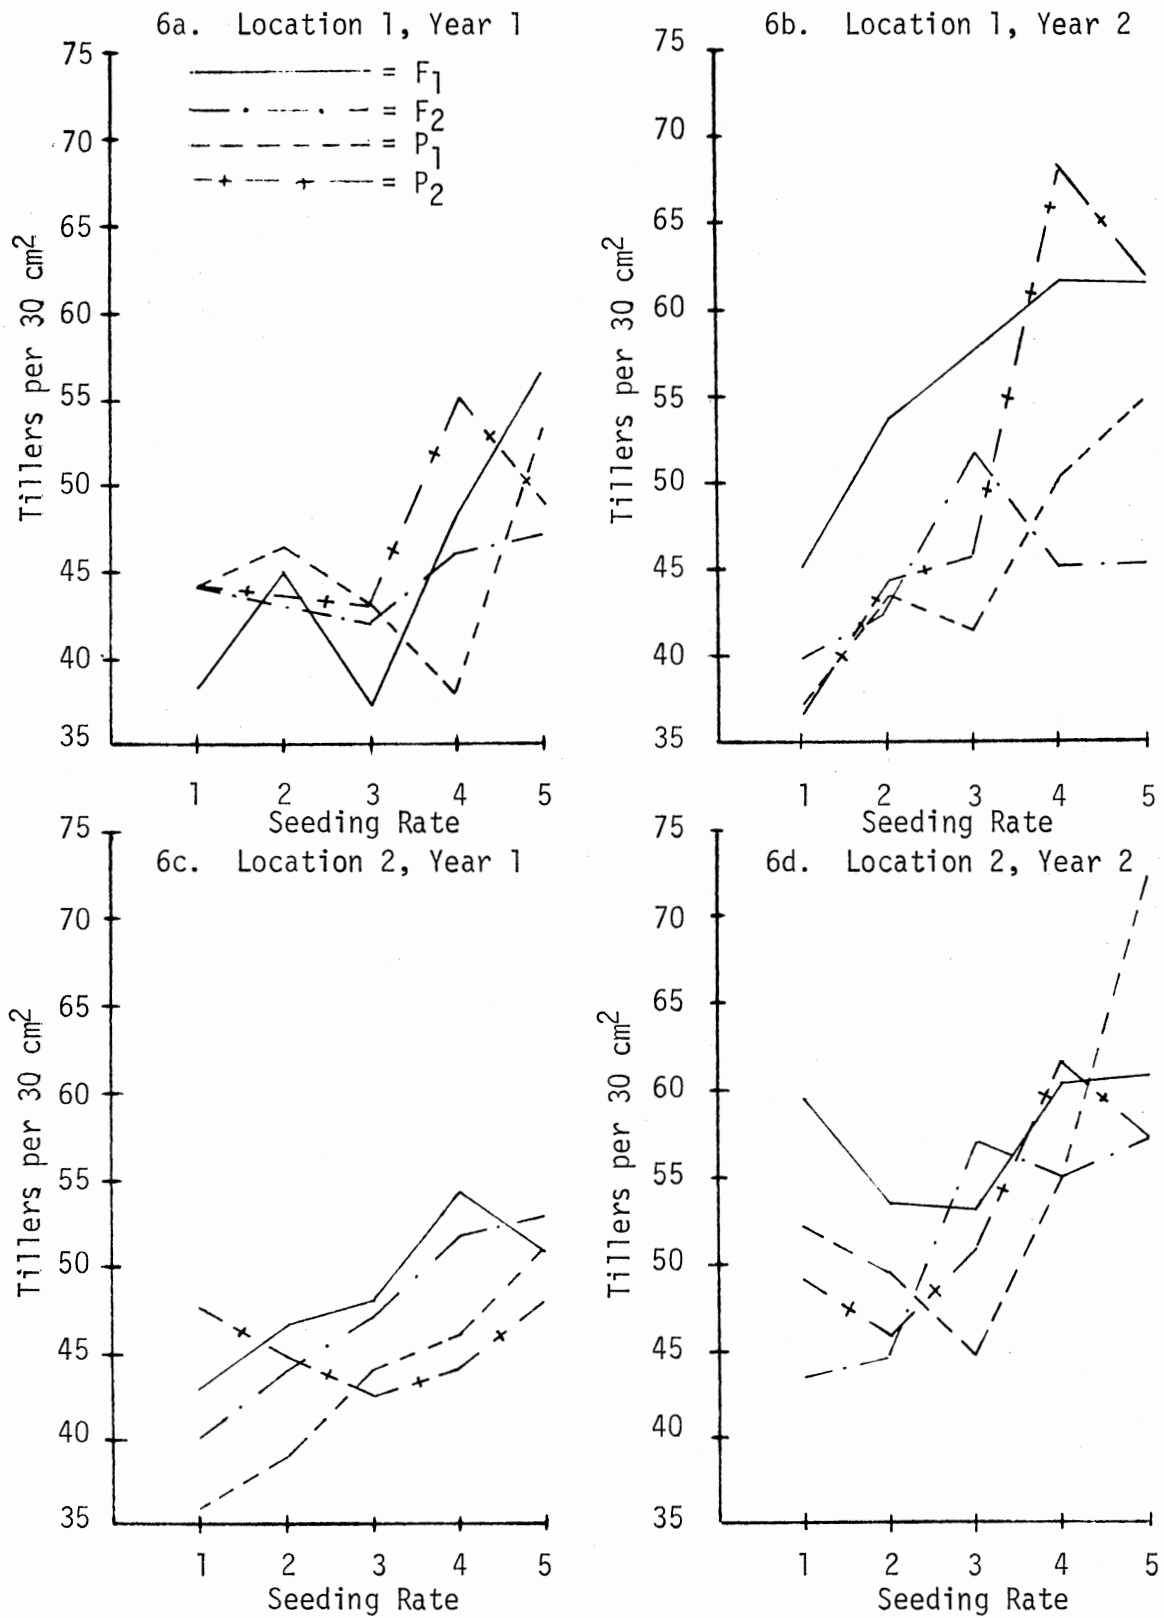 6a. Location 1, Year 1
= F1
= F2
= P1
= P2
75
70
65
60
55
50
45
40
35
Tillers per 30 cm2
1 2 3 4 5
Seeding Rate
6b. Location 1, Year 2
75
70
65
60
55
50
45
40
35
Tillers per 30 cm2
1 2 3 4 5
Seeding Rate
6c. Location 2, Year 1
75
70
65
60
55
50
45
40
35
Tillers per 30 cm2
1 2 3 4 5
Seeding Rate
6d. Location 2, Year 2
75
70
65
60
55
50
45
40
35
Tillers per 30 cm2
1 2 3 4 5
Seeding Rate